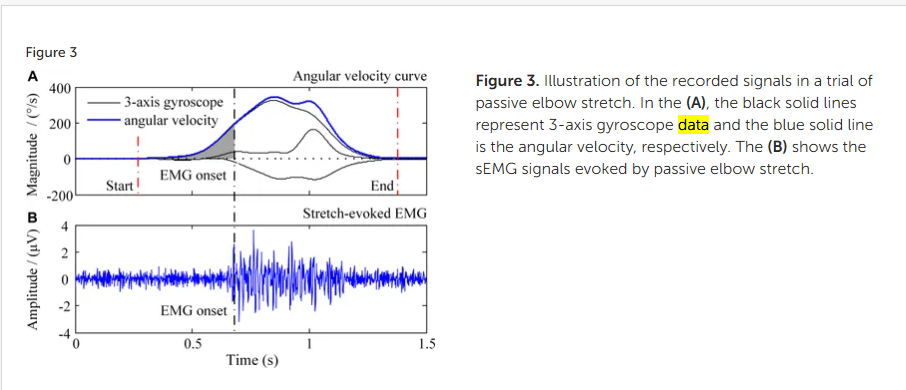 Figure 3
A
Angular velocity curve
400
200
0
-200
Magnitude / (°/s)
3-axis gyroscope
angular velocity
EMG onset
Start
End
B
Stretch-evoked EMG
4
2
0
-2
-4
Amplitude / (μV)
EMG onset
0
0.5
1
1.5
Time (s)
Figure 3. Illustration of the recorded signals in a trial of
passive elbow stretch. In the (A), the black solid lines
represent 3-axis gyroscope data and the blue solid line
is the angular velocity, respectively. The (B) shows the
sEMG signals evoked by passive elbow stretch.